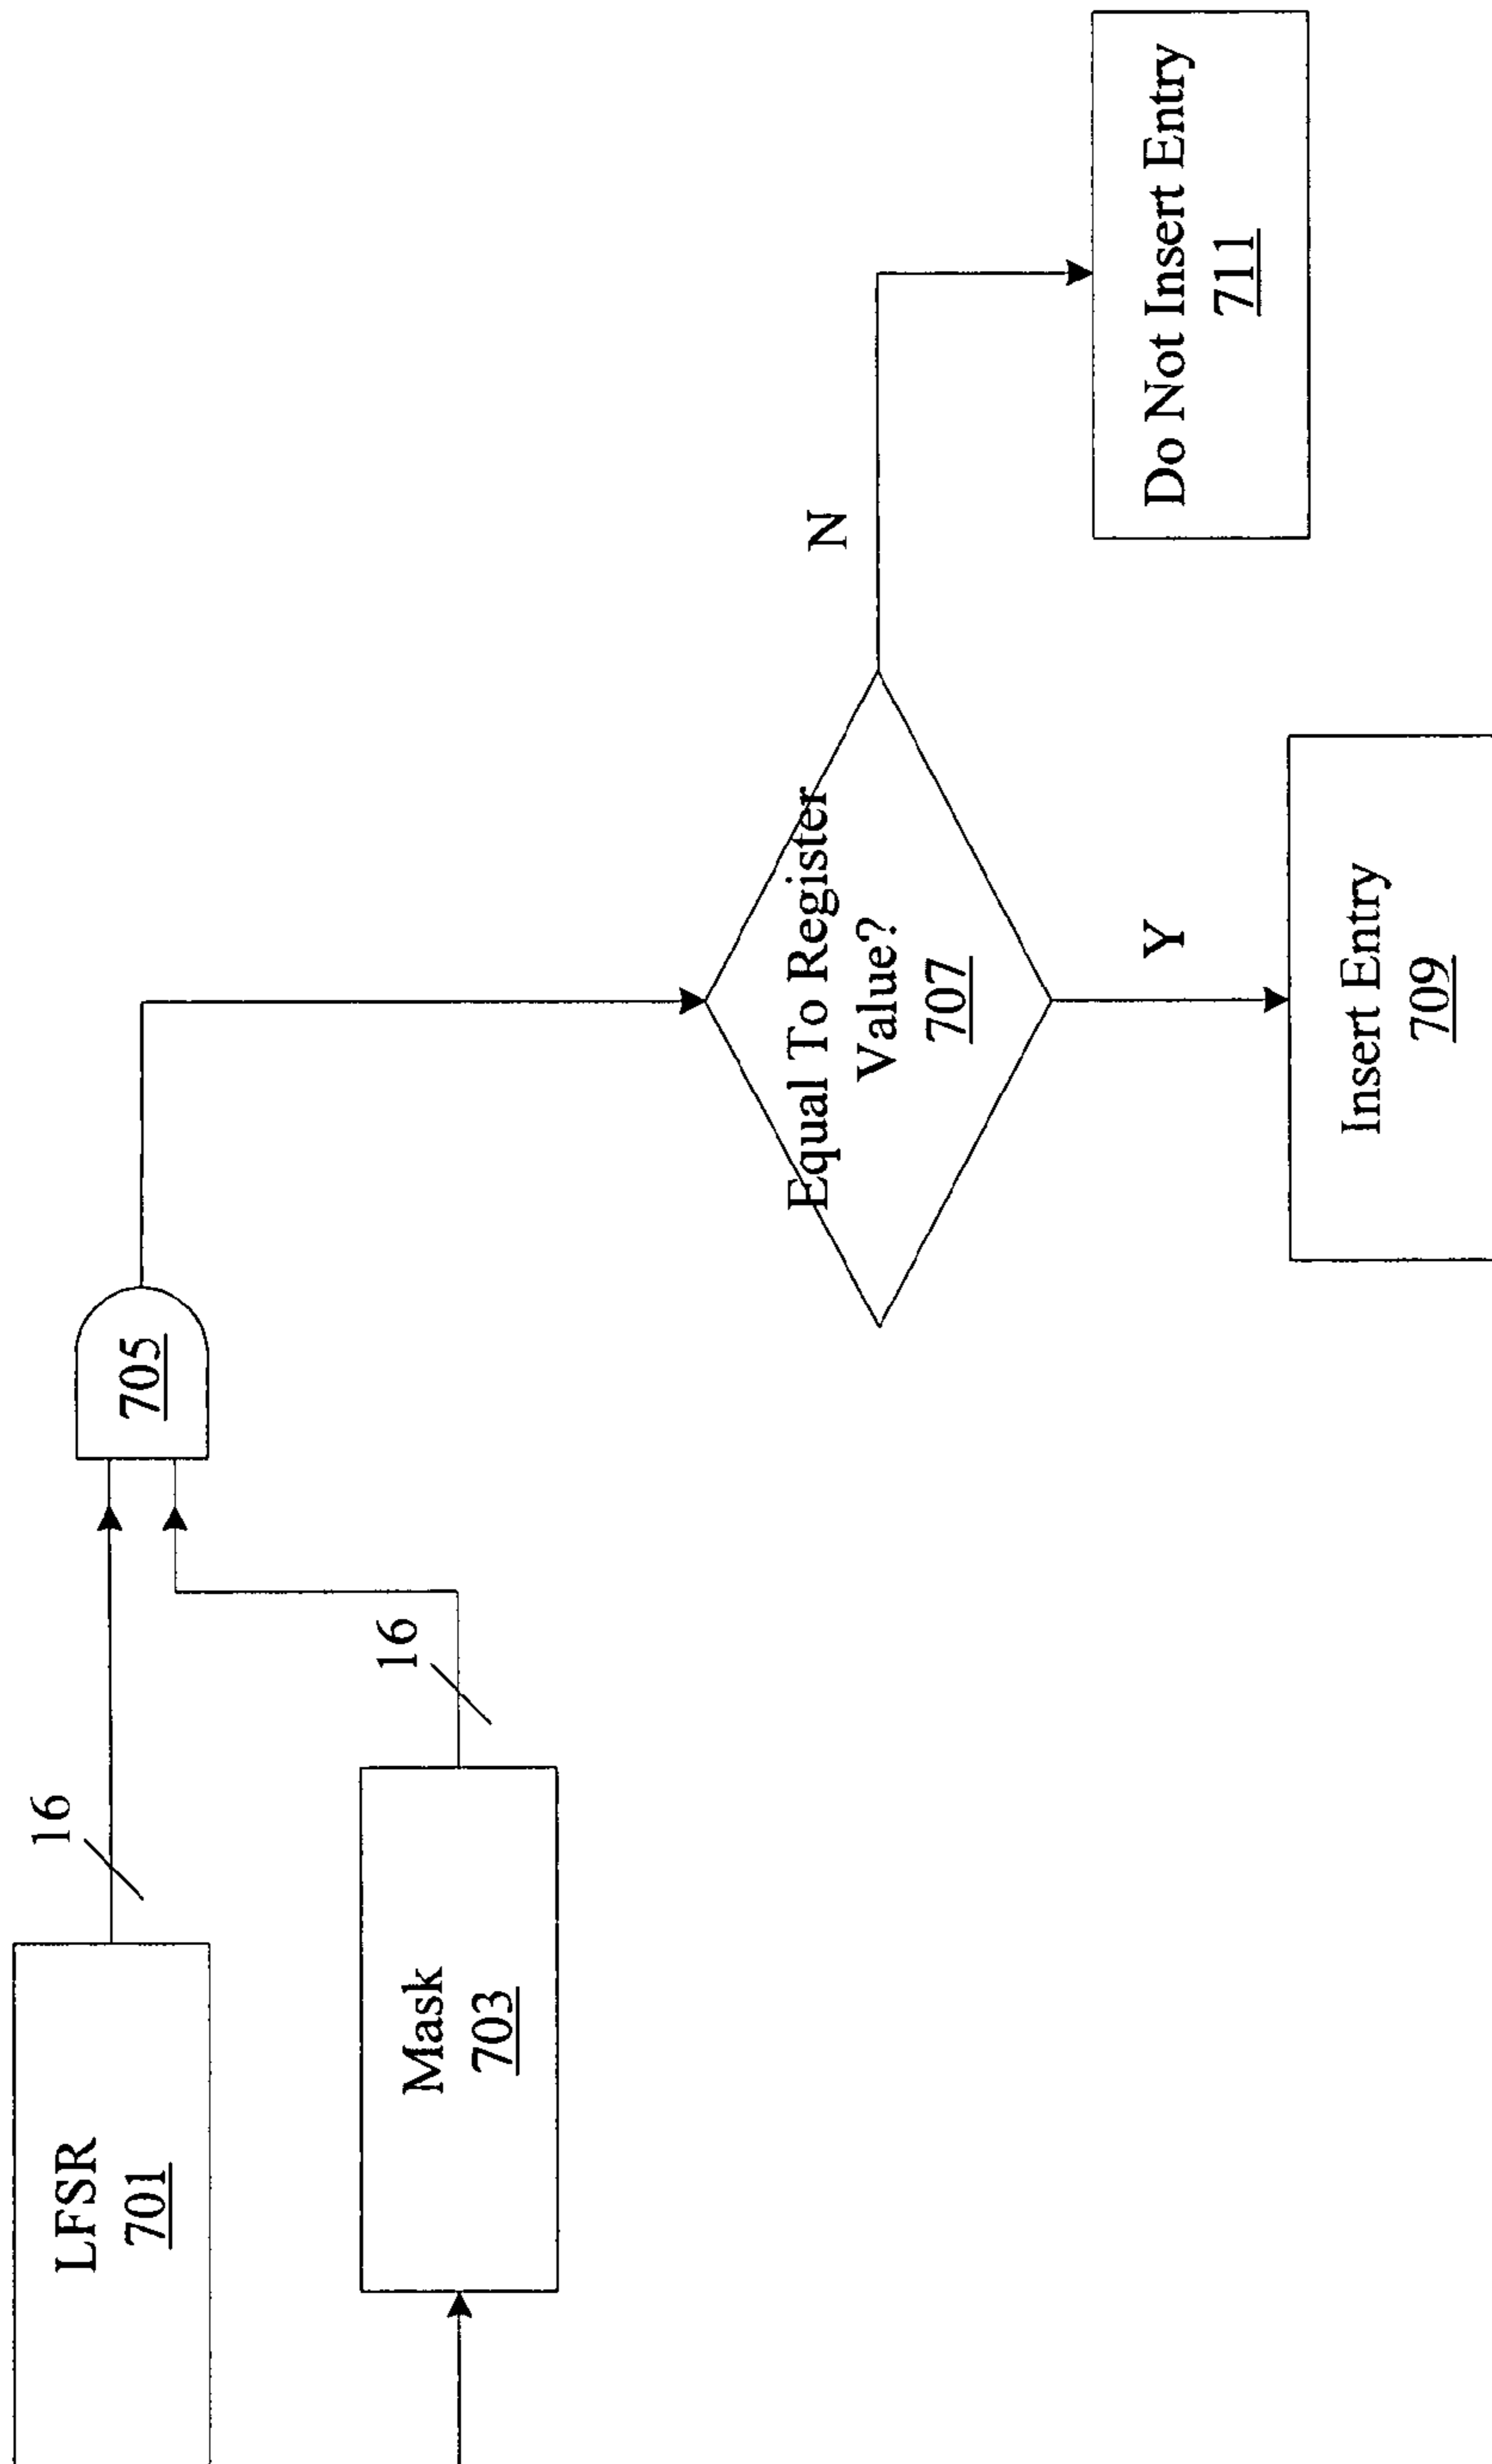 LFSR
701
16
Mask
703
16
705
Equal To Register
Value?
707
N
Y
Do Not Insert Entry
711
Insert Entry
709